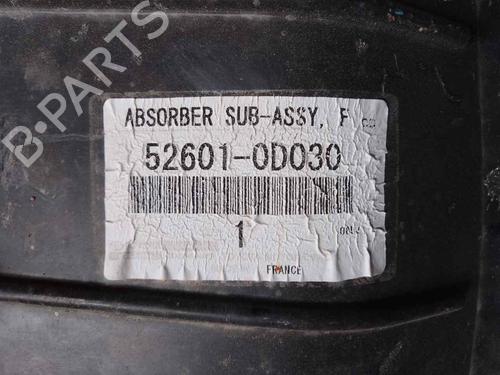 B-PARTS
ABSORBER SUB-ASSY, F
52601-0D030
1
FRANCE